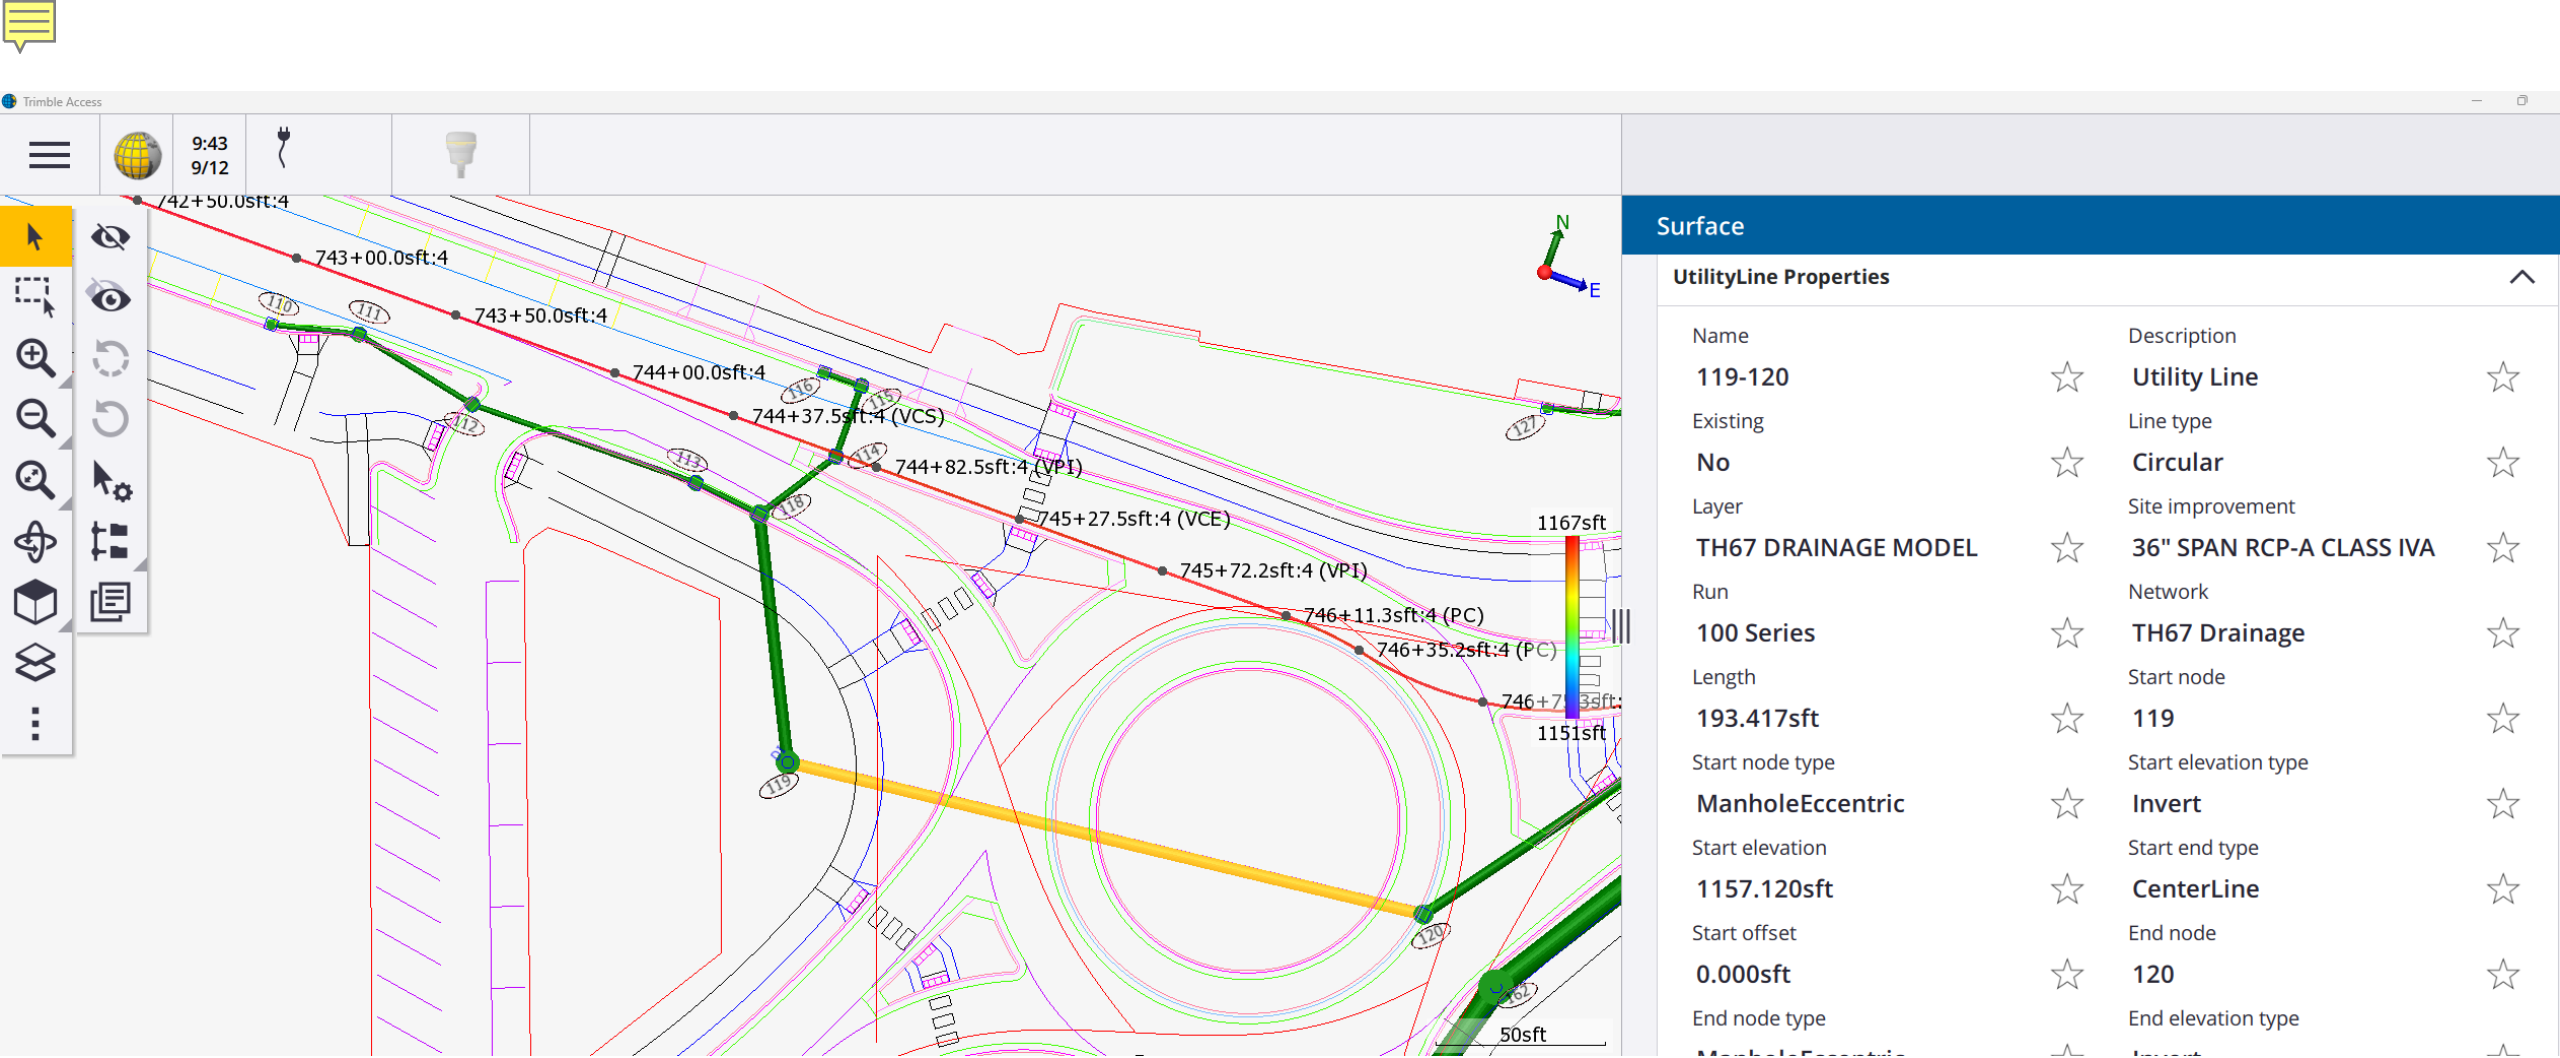 Trimble Access
9:43
9/12
742+50.0sft:4
743+00.0sft:4
743+50.0sft:4
744+00.0sft:4
744+37.5sft:4 (VCS)
744+82.5sft:4 (VPI)
745+27.5sft:4 (VCE)
745+72.2sft:4 (VPI)
746+11.3sft:4 (PC)
746+35.2sft:4 (PC)
110
111
112
113
114
115
116
118
119
120
127
162
N
E
1167sft
1151sft
50sft
Surface
UtilityLine Properties
Name
Description
119-120
Utility Line
Existing
Line type
No
Circular
Layer
Site improvement
TH67 DRAINAGE MODEL
36" SPAN RCP-A CLASS IVA
Run
Network
100 Series
TH67 Drainage
Length
Start node
193.417sft
119
Start node type
Start elevation type
ManholeEccentric
Invert
Start elevation
Start end type
1157.120sft
CenterLine
Start offset
End node
0.000sft
120
End node type
End elevation type
ManholeEccentric
Invert